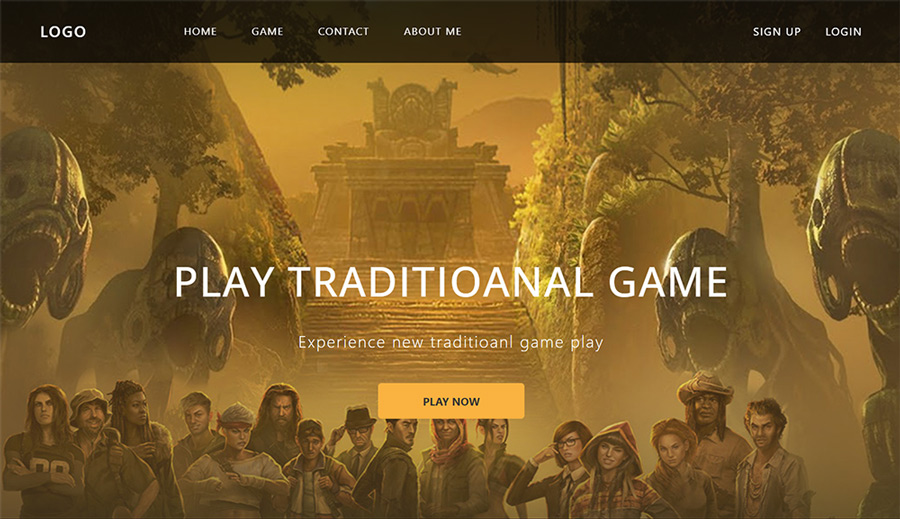 LOGO HOME GAME CONTACT ABOUT ME SIGN UP LOGIN
PLAY TRADITIOANAL GAME
Experience new traditioanl game play
PLAY NOW